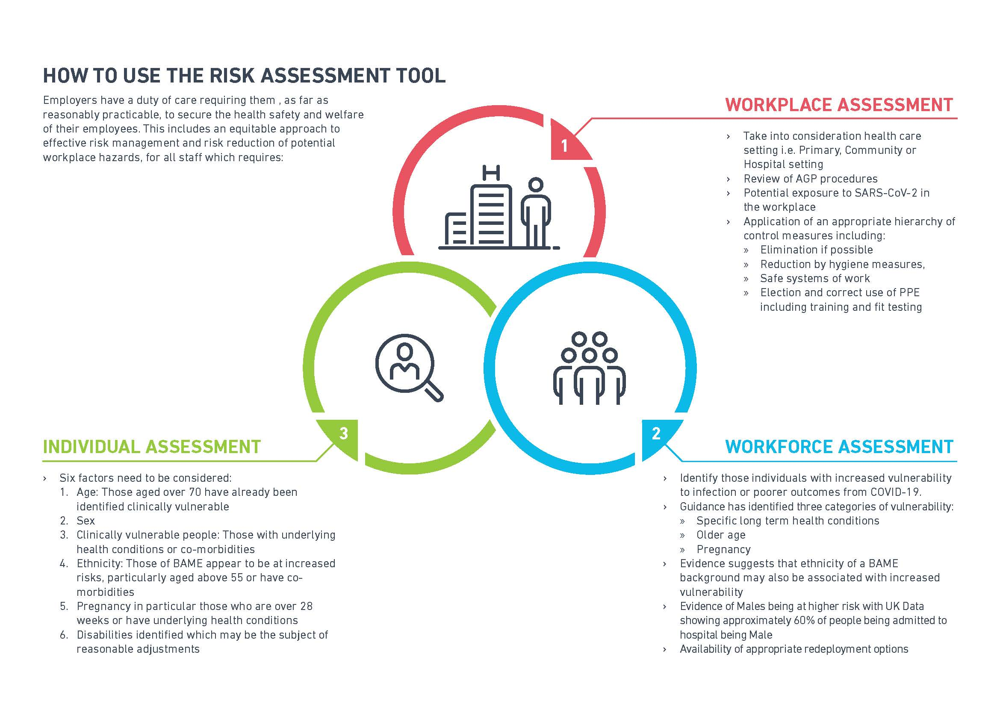 HOW TO USE THE RISK ASSESSMENT TOOL
Employers have a duty of care requiring them , as far as
reasonably practicable, to secure the health safety and welfare
of their employees. This includes an equitable approach to
effective risk management and risk reduction of potential
workplace hazards, for all staff which requires:
1
WORKPLACE ASSESSMENT
› Take into consideration health care
setting i.e. Primary, Community or
Hospital setting
› Review of AGP procedures
› Potential exposure to SARS-CoV-2 in
the workplace
› Application of an appropriate hierarchy of
control measures including:
» Elimination if possible
» Reduction by hygiene measures,
» Safe systems of work
» Election and correct use of PPE
including training and fit testing
H
2
WORKFORCE ASSESSMENT
› Identify those individuals with increased vulnerability
to infection or poorer outcomes from COVID-19.
› Guidance has identified three categories of vulnerability:
» Specific long term health conditions
» Older age
» Pregnancy
› Evidence suggests that ethnicity of a BAME
background may also be associated with increased
vulnerability
› Evidence of Males being at higher risk with UK Data
showing approximately 60% of people being admitted to
hospital being Male
› Availability of appropriate redeployment options
3
INDIVIDUAL ASSESSMENT
› Six factors need to be considered:
1. Age: Those aged over 70 have already been
identified clinically vulnerable
2. Sex
3. Clinically vulnerable people: Those with underlying
health conditions or co-morbidities
4. Ethnicity: Those of BAME appear to be at increased
risks, particularly aged above 55 or have co-
morbidities
5. Pregnancy in particular those who are over 28
weeks or have underlying health conditions
6. Disabilities identified which may be the subject of
reasonable adjustments